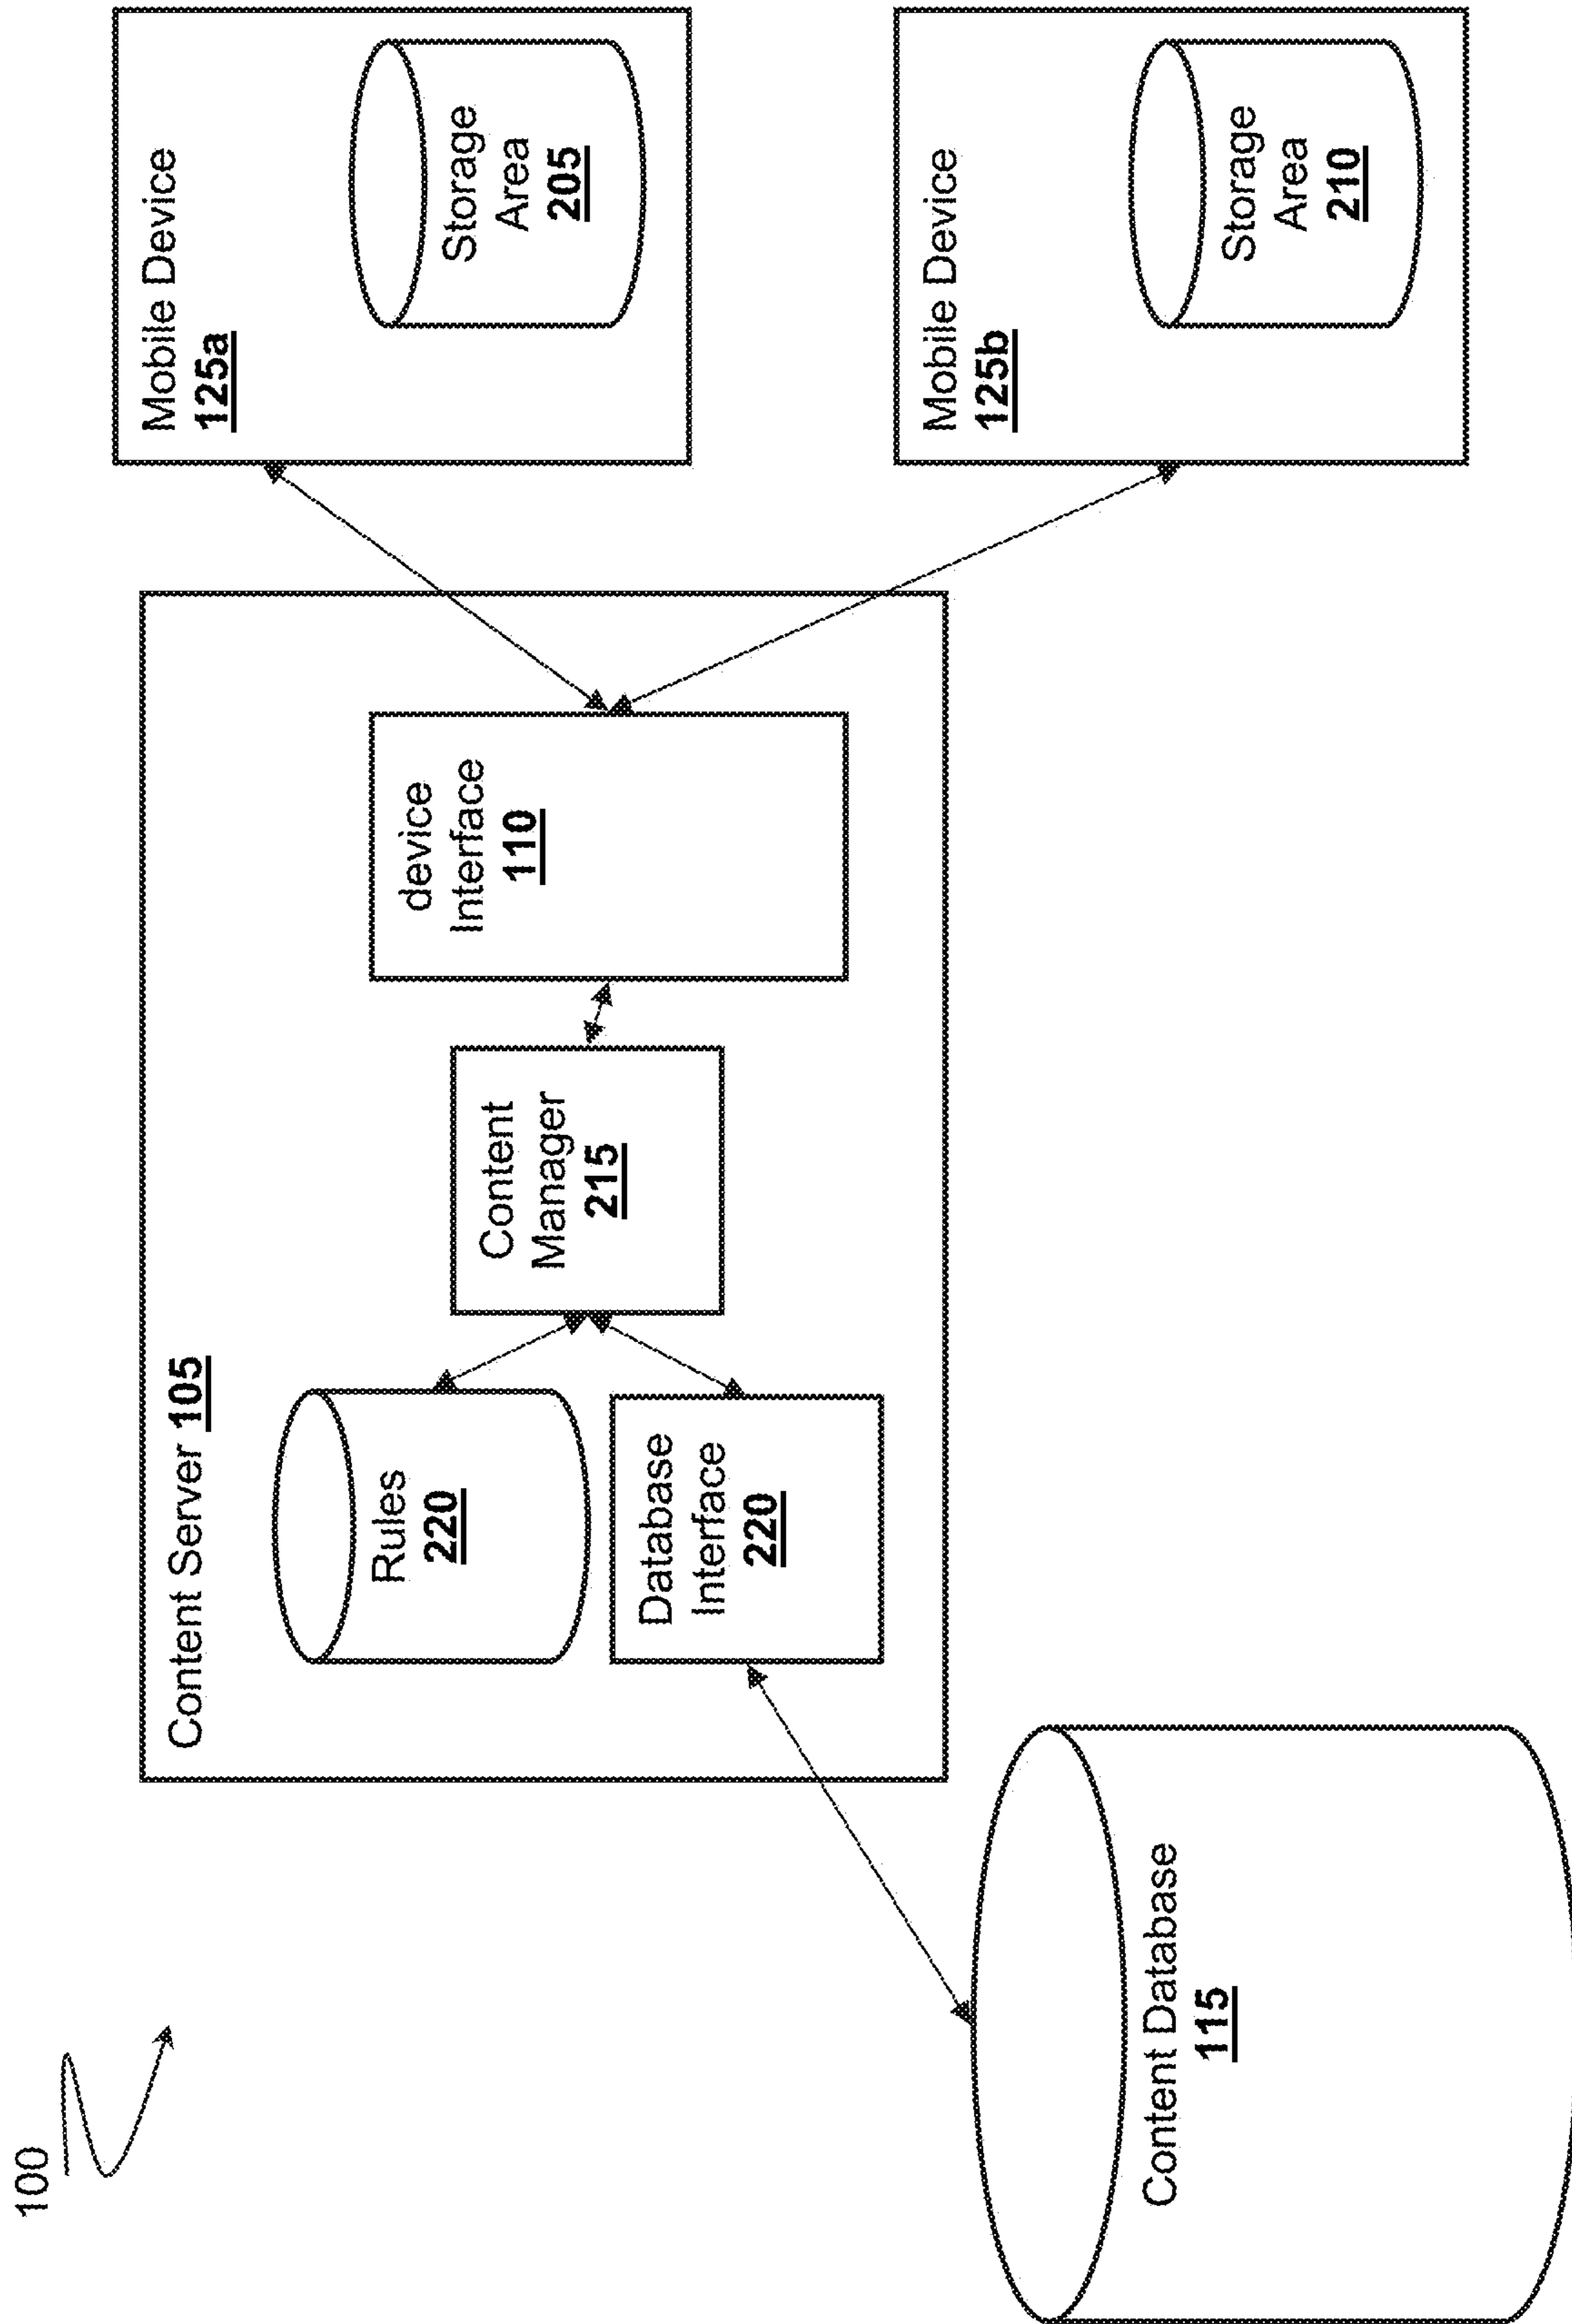 100
Content Server 105
Rules
220
Database
Interface
220
Content
Manager
215
device
Interface
110
Mobile Device
125a
Storage
Area
205
Mobile Device
125b
Storage
Area
210
Content Database
115